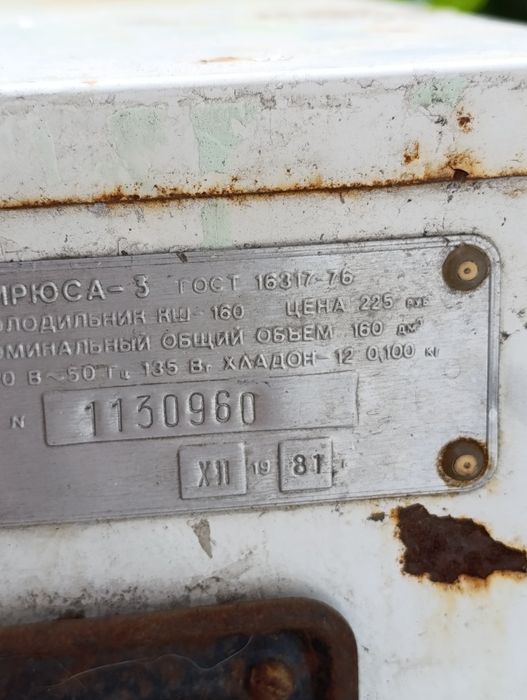 ИРЮСА-3 ГОСТ 16317-76
ОЛОДИЛЬНИК КШ-160 ЦЕНА 225 руб
ОМИНАЛЬНЫЙ ОБЩИЙ ОБЪЕМ 160 дм³
0 В ~50 Гц 135 Вт ХЛАДОН-12 0,100 кг
N 1130960
XII 19 81 г